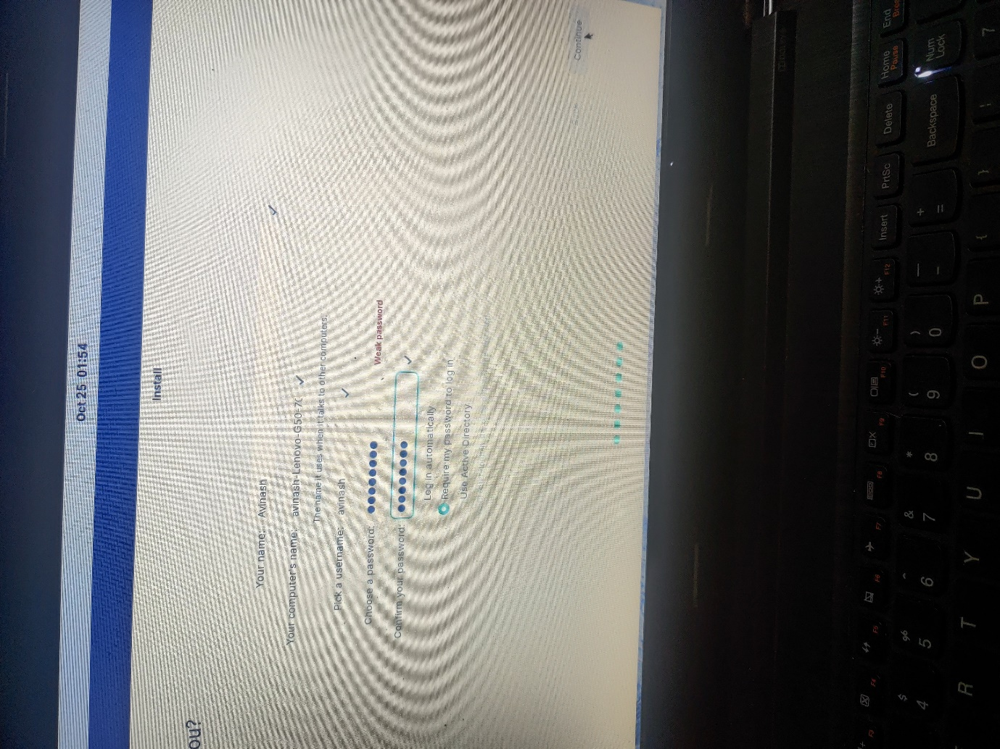 Oct 25 01:54
Install
ou?
Your name: Avinash
Your computer's name: avinash-Lenovo-G50-70
The name it uses when it talks to other computers.
Pick a username: avinash
Choose a password: Weak password
Confirm your password:
Log in automatically
Require my password to log in
Use Active Directory
Continue
F3 F4 F5 F6 F7 F8 F9 F10 F11 F12 Insert PrtSc Delete Home Pause End
$ 4 % 5 ^ 6 & 7 * 8 ( 9 ) 0 _ - + = Backspace Num Lock
R T Y U I O P { } 7